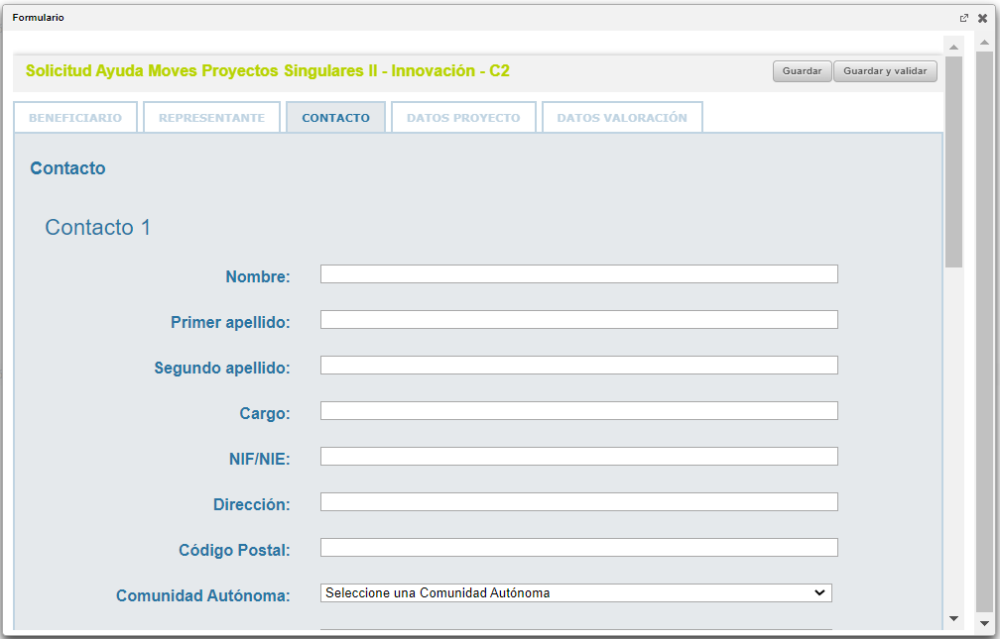 Formulario
Solicitud Ayuda Moves Proyectos Singulares II - Innovación - C2
Guardar
Guardar y validar
BENEFICIARIO
REPRESENTANTE
CONTACTO
DATOS PROYECTO
DATOS VALORACIÓN
Contacto
Contacto 1
Nombre:
Primer apellido:
Segundo apellido:
Cargo:
NIF/NIE:
Dirección:
Código Postal:
Comunidad Autónoma:
Seleccione una Comunidad Autónoma